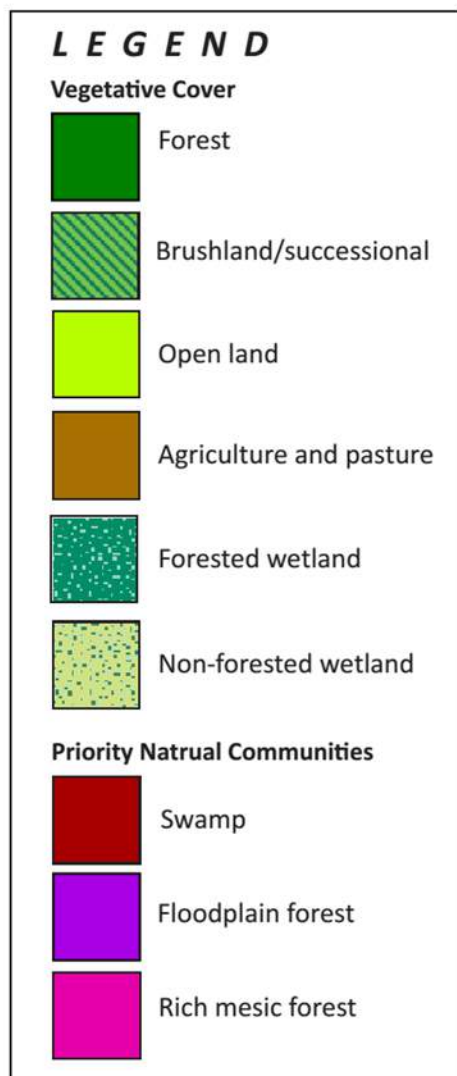 L E G E N D
Vegetative Cover
Forest
Brushland/successional
Open land
Agriculture and pasture
Forested wetland
Non-forested wetland
Priority Natrual Communities
Swamp
Floodplain forest
Rich mesic forest